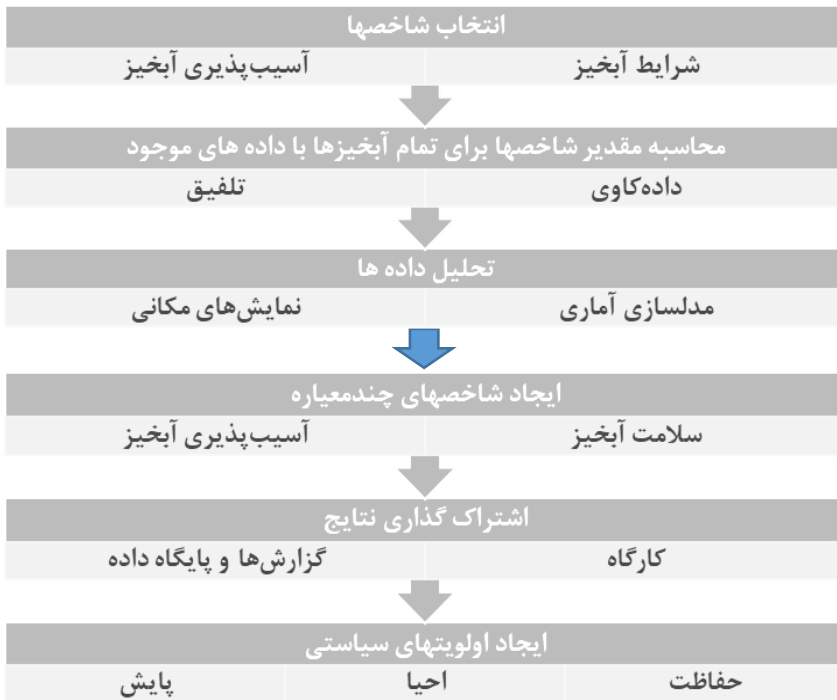 انتخاب شاخصها
شرایط آبخیز آسیب‌پذیری آبخیز
محاسبه مقدیر شاخصها برای تمام آبخیزها با داده های موجود
داده‌کاوی تلفیق
تحلیل داده ها
مدلسازی آماری نمایش‌های مکانی
ایجاد شاخصهای چندمعیاره
سلامت آبخیز آسیب‌پذیری آبخیز
اشتراک گذاری نتایج
کارگاه گزارش‌ها و پایگاه داده
ایجاد اولویتهای سیاستی
حفاظت احیا پایش